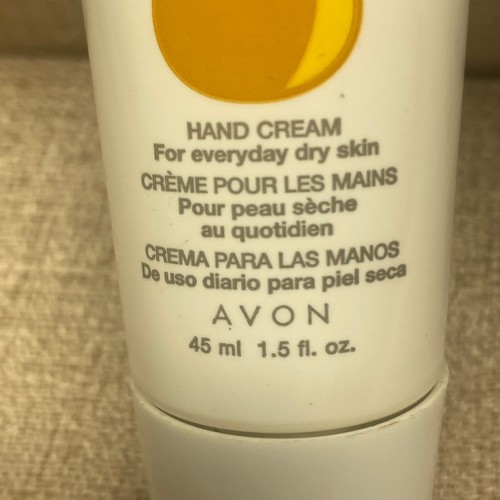 HAND CREAM
For everyday dry skin
CRÈME POUR LES MAINS
Pour peau sèche
au quotidien
CREMA PARA LAS MANOS
De uso diario para piel seca
AVON
45 ml 1.5 fl. oz.